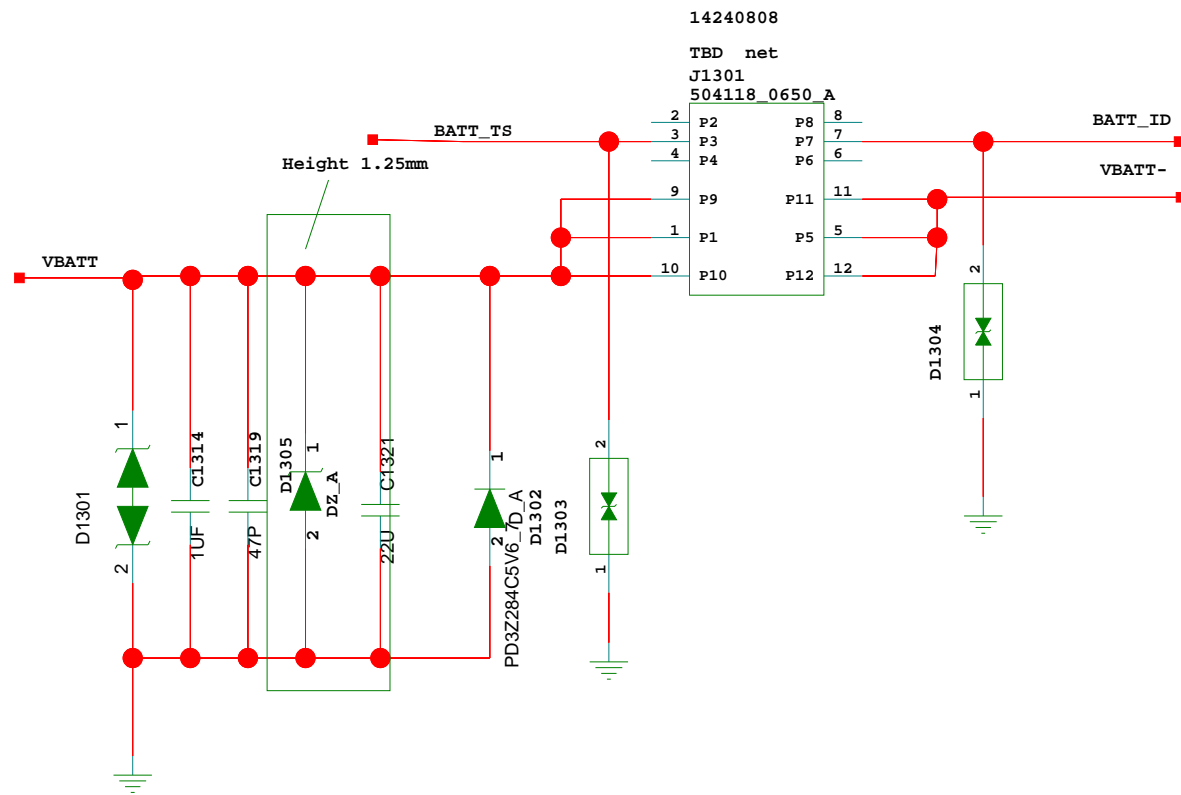 14240808
TBD net
J1301
504118_0650_A
2 P2 P8 8
BATT_TS 3 P3 P7 7 BATT_ID
4 P4 P6 6
Height 1.25mm
VBATT-
9 P9 P11 11
1 P1 P5 5
VBATT 10 P10 P12 12
2
D1304
1
1
D1301
2
C1314
1UF
C1319
47P
D1305
1
DZ_A
2
C1321
22U
1
2
D1302
2
D1303
1